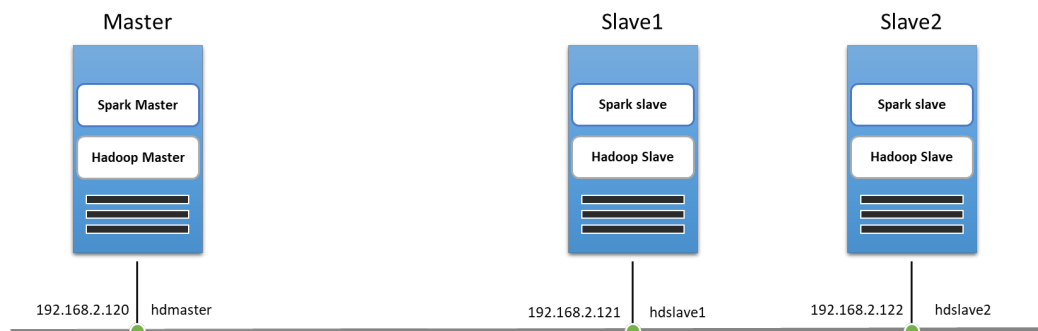 Master
Slave1
Slave2
Spark Master
Spark slave
Spark slave
Hadoop Master
Hadoop Slave
Hadoop Slave
192.168.2.120 hdmaster
192.168.2.121 hdslave1
192.168.2.122 hdslave2